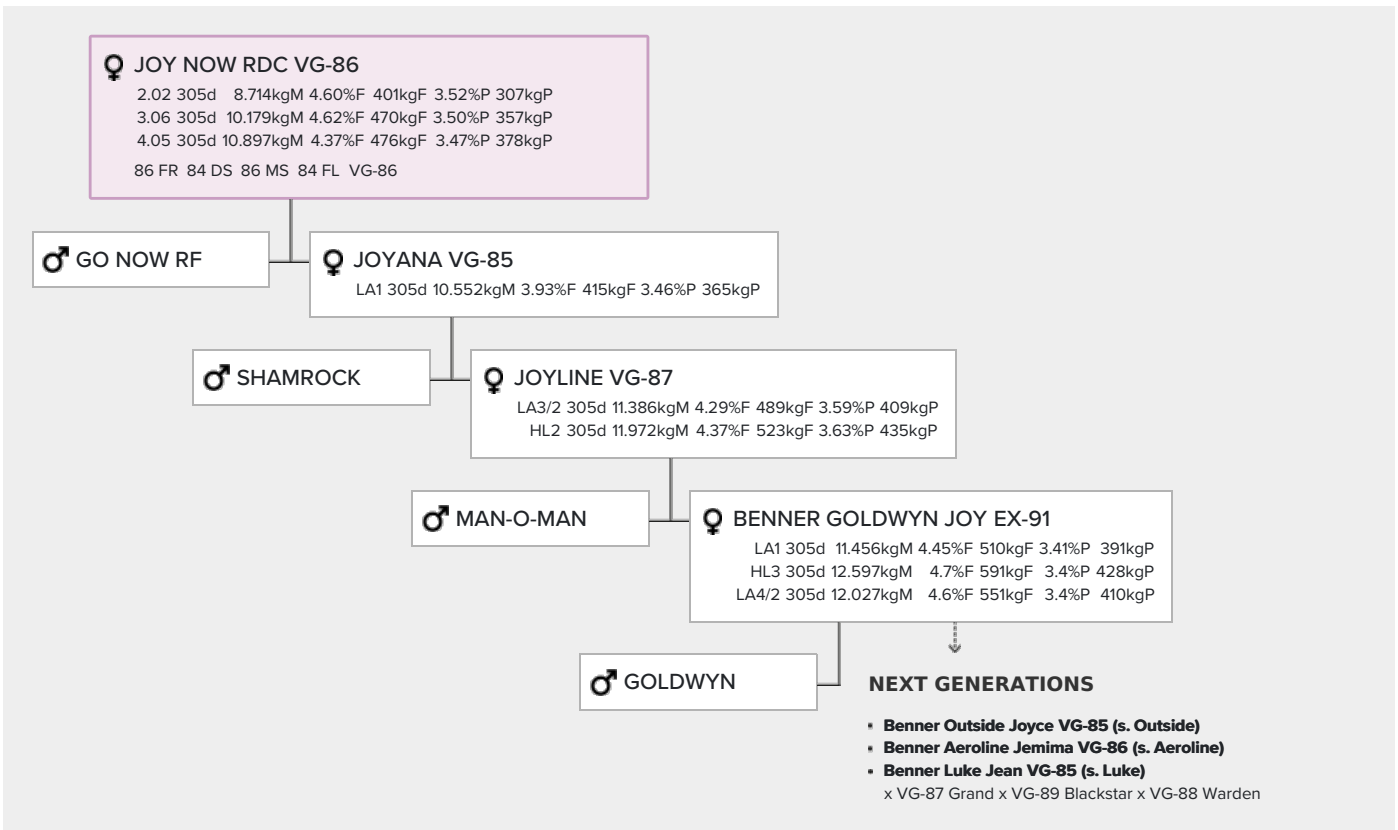 JOY NOW RDC VG-86
2.02 305d 8.714kgM 4.60%F 401kgF 3.52%P 307kgP
3.06 305d 10.179kgM 4.62%F 470kgF 3.50%P 357kgP
4.05 305d 10.897kgM 4.37%F 476kgF 3.47%P 378kgP
86 FR 84 DS 86 MS 84 FL VG-86
GO NOW RF
JOYANA VG-85
LA1 305d 10.552kgM 3.93%F 415kgF 3.46%P 365kgP
SHAMROCK
JOYLINE VG-87
LA3/2 305d 11.386kgM 4.29%F 489kgF 3.59%P 409kgP
HL2 305d 11.972kgM 4.37%F 523kgF 3.63%P 435kgP
MAN-O-MAN
BENNER GOLDWYN JOY EX-91
LA1 305d 11.456kgM 4.45%F 510kgF 3.41%P 391kgP
HL3 305d 12.597kgM 4.7%F 591kgF 3.4%P 428kgP
LA4/2 305d 12.027kgM 4.6%F 551kgF 3.4%P 410kgP
GOLDWYN
NEXT GENERATIONS
▪ Benner Outside Joyce VG-85 (s. Outside)
▪ Benner Aeroline Jemima VG-86 (s. Aeroline)
▪ Benner Luke Jean VG-85 (s. Luke)
x VG-87 Grand x VG-89 Blackstar x VG-88 Warden